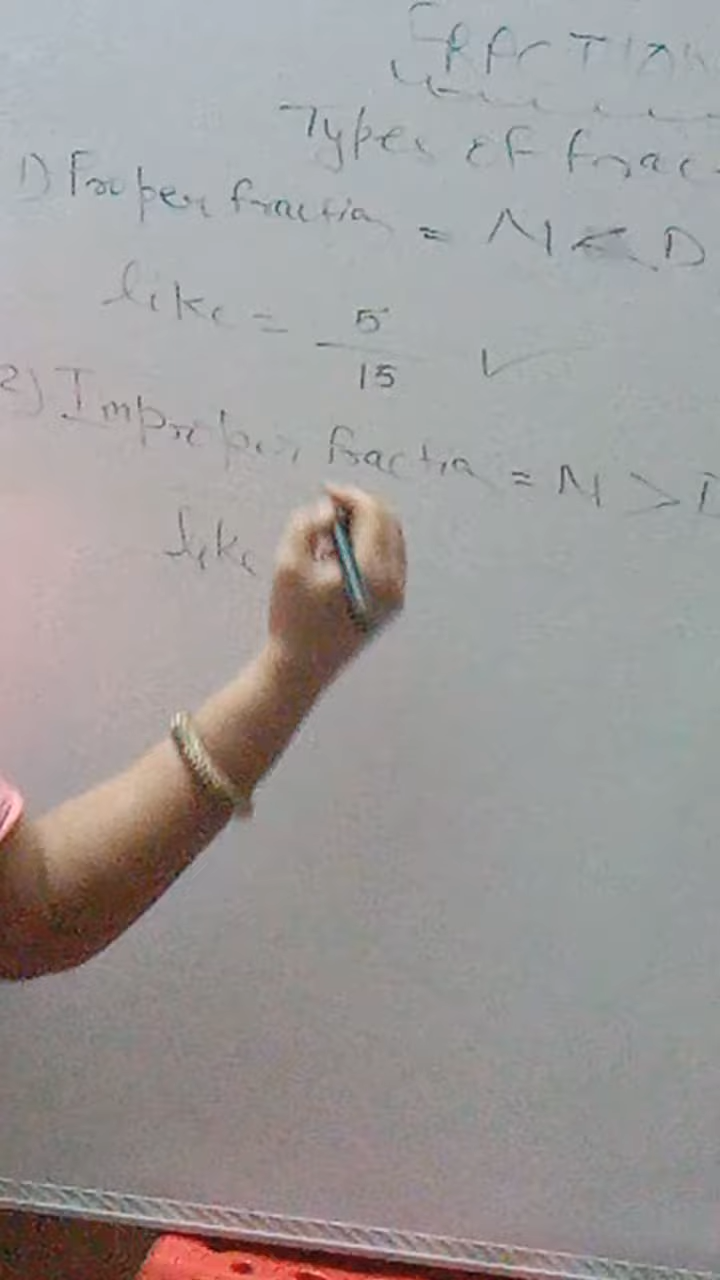 FRACTION
Types of frac
1) Proper fraction = N < D
like = 5/15 ✓
2) Improper fraction = N > D
like